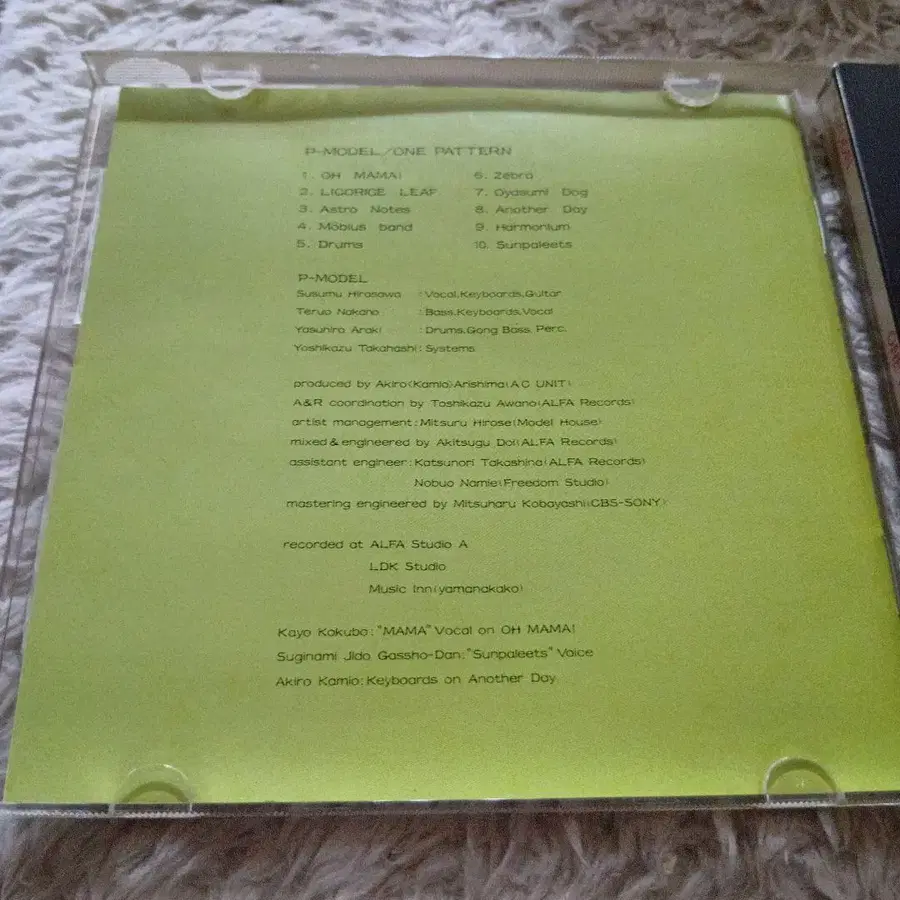 P-MODEL/ONE PATTERN
1. OH MAMA!
2. LICORICE LEAF
3. Astro Notes
4. Möbius band
5. Drums
6. Zebra
7. Oyasumi Dog
8. Another Day
9. Harmonium
10. Sunpaleets
P-MODEL
Susumu Hirasawa :Vocal,Keyboards,Guitar
Teruo Nakano :Bass,Keyboards,Vocal
Yasuhiro Araki :Drums,Gong Bass, Perc.
Yoshikazu Takahashi: Systems
produced by Akiro(Kamio)Arishima(A.C UNIT)
A&R coordination by Toshikazu Awano(ALFA Records)
artist management:Mitsuru Hirose(Model House)
mixed & engineered by Akitsugu Doi(ALFA Records)
assistant engineer:Katsunori Takashina(ALFA Records)
Nobuo Namie(Freedom Studio)
mastering engineered by Mitsuharu Kobayashi(CBS-SONY)
recorded at ALFA Studio A
LDK Studio
Music Inn(yamanakako)
Kayo Kokubo:"MAMA" Vocal on OH MAMA!
Suginami Jido Gassho-Dan:"Sunpaleets" Voice
Akiro Kamio:Keyboards on Another Day